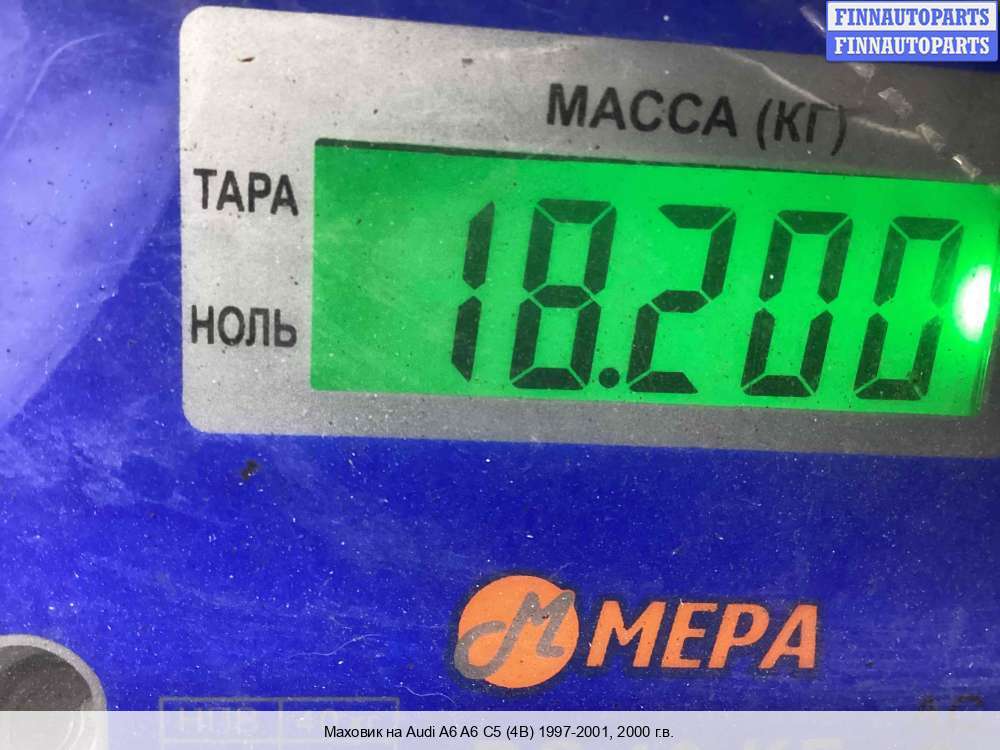 FINNAUTOPARTS
FINNAUTOPARTS
МАССА (КГ)
ТАРА
18.200
НОЛЬ
М МЕРА
НПВ
Маховик на Audi A6 A6 C5 (4B) 1997-2001, 2000 г.в.